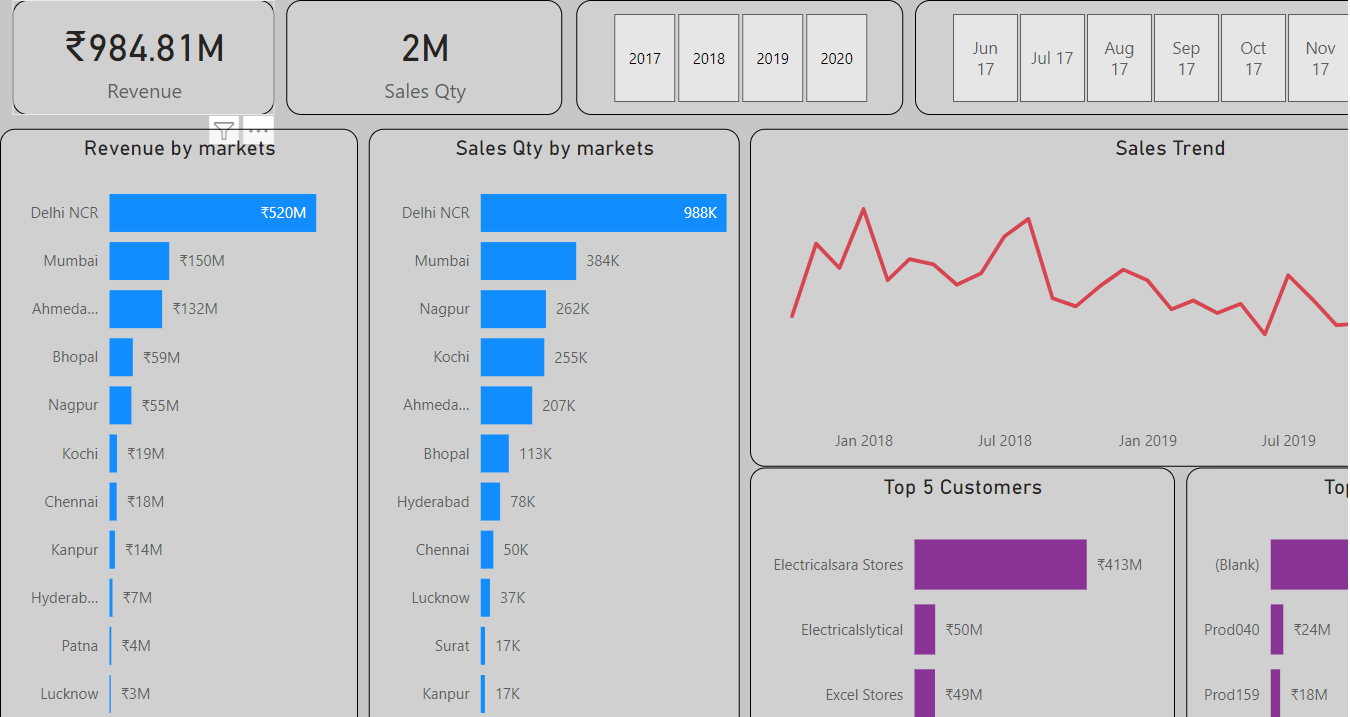 ₹984.81M
Revenue
2M
Sales Qty
2017
2018
2019
2020
Jun
17
Jul 17
Aug
17
Sep
17
Oct
17
Nov
17
Revenue by markets
Delhi NCR ₹520M
Mumbai ₹150M
Ahmeda... ₹132M
Bhopal ₹59M
Nagpur ₹55M
Kochi ₹19M
Chennai ₹18M
Kanpur ₹14M
Hyderab... ₹7M
Patna ₹4M
Lucknow ₹3M
Sales Qty by markets
Delhi NCR 988K
Mumbai 384K
Nagpur 262K
Kochi 255K
Ahmeda... 207K
Bhopal 113K
Hyderabad 78K
Chennai 50K
Lucknow 37K
Surat 17K
Kanpur 17K
Sales Trend
Jan 2018 Jul 2018 Jan 2019 Jul 2019
Top 5 Customers
Electricalsara Stores ₹413M
Electricalslytical ₹50M
Excel Stores ₹49M
To
(Blank)
Prod040 ₹24M
Prod159 ₹18M